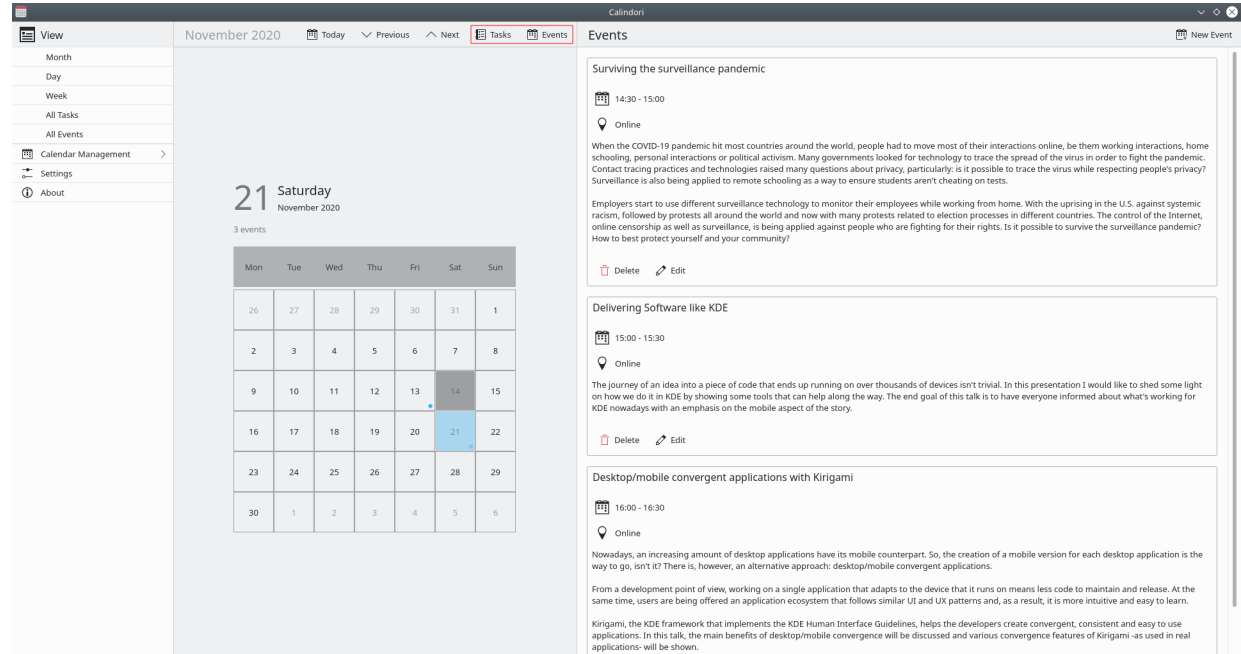 Calindori
View
Month
Day
Week
All Tasks
All Events
Calendar Management
Settings
About
November 2020 Today Previous Next Tasks Events
21 Saturday
November 2020
3 events
Mon Tue Wed Thu Fri Sat Sun
26 27 28 29 30 31 1
2 3 4 5 6 7 8
9 10 11 12 13 14 15
16 17 18 19 20 21 22
23 24 25 26 27 28 29
30 1 2 3 4 5 6
Events New Event
Surviving the surveillance pandemic
14:30 - 15:00
Online
When the COVID-19 pandemic hit most countries around the world, people had to move most of their interactions online, be them working interactions, home
schooling, personal interactions or political activism. Many governments looked for technology to trace the spread of the virus in order to fight the pandemic.
Contact tracing practices and technologies raised many questions about privacy, particularly: is it possible to trace the virus while respecting people's privacy?
Surveillance is also being applied to remote schooling as a way to ensure students aren't cheating on tests.
Employers start to use different surveillance technology to monitor their employees while working from home. With the uprising in the U.S. against systemic
racism, followed by protests all around the world and now with many protests related to election processes in different countries. The control of the Internet,
online censorship as well as surveillance, is being applied against people who are fighting for their rights. Is it possible to survive the surveillance pandemic?
How to best protect yourself and your community?
Delete Edit
Delivering Software like KDE
15:00 - 15:30
Online
The journey of an idea into a piece of code that ends up running on over thousands of devices isn't trivial. In this presentation I would like to shed some light
on how we do it in KDE by showing some tools that can help along the way. The end goal of this talk is to have everyone informed about what's working for
KDE nowadays with an emphasis on the mobile aspect of the story.
Delete Edit
Desktop/mobile convergent applications with Kirigami
16:00 - 16:30
Online
Nowadays, an increasing amount of desktop applications have its mobile counterpart. So, the creation of a mobile version for each desktop application is the
way to go, isn't it? There is, however, an alternative approach: desktop/mobile convergent applications.
From a development point of view, working on a single application that adapts to the device that it runs on means less code to maintain and release. At the
same time, users are being offered an application ecosystem that follows similar UI and UX patterns and, as a result, it is more intuitive and easy to learn.
Kirigami, the KDE framework that implements the KDE Human Interface Guidelines, helps the developers create convergent, consistent and easy to use
applications. In this talk, the main benefits of desktop/mobile convergence will be discussed and various convergence features of Kirigami -as used in real
applications- will be shown.